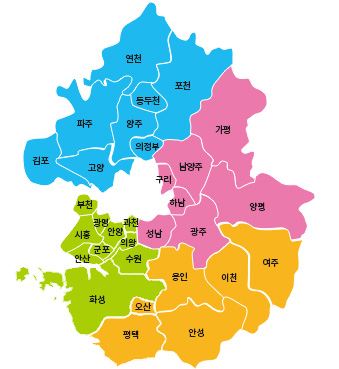 연천
포천
동두천
가평
파주
양주
의정부
김포
고양
남양주
구리
하남
양평
부천
광명
과천
시흥
안양
성남
광주
의왕
군포
안산
수원
여주
용인
이천
화성
오산
평택
안성